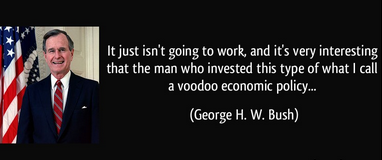 It just isn't going to work, and it's very interesting
that the man who invested this type of what I call
a voodoo economic policy...
(George H. W. Bush)